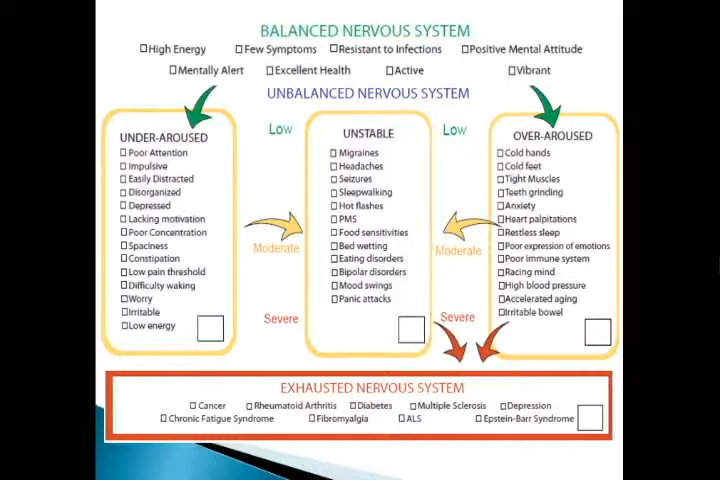 BALANCED NERVOUS SYSTEM
High Energy Few Symptoms Resistant to Infections Positive Mental Attitude
Mentally Alert Excellent Health Active Vibrant
UNBALANCED NERVOUS SYSTEM
Low
Low
UNDER-AROUSED
Poor Attention
Impulsive
Easily Distracted
Disorganized
Depressed
Lacking motivation
Poor Concentration
Spaciness
Constipation
Low pain threshold
Difficulty waking
Worry
Irritable
Low energy
Moderate
Severe
UNSTABLE
Migraines
Headaches
Seizures
Sleepwalking
Hot flashes
PMS
Food sensitivities
Bed wetting
Eating disorders
Bipolar disorders
Mood swings
Panic attacks
Moderate
Severe
OVER-AROUSED
Cold hands
Cold feet
Tight Muscles
Teeth grinding
Anxiety
Heart palpitations
Restless sleep
Poor expression of emotions
Poor immune system
Racing mind
High blood pressure
Accelerated aging
Irritable bowel
EXHAUSTED NERVOUS SYSTEM
Cancer Rheumatoid Arthritis Diabetes Multiple Sclerosis Depression
Chronic Fatigue Syndrome Fibromyalgia ALS Epstein-Barr Syndrome